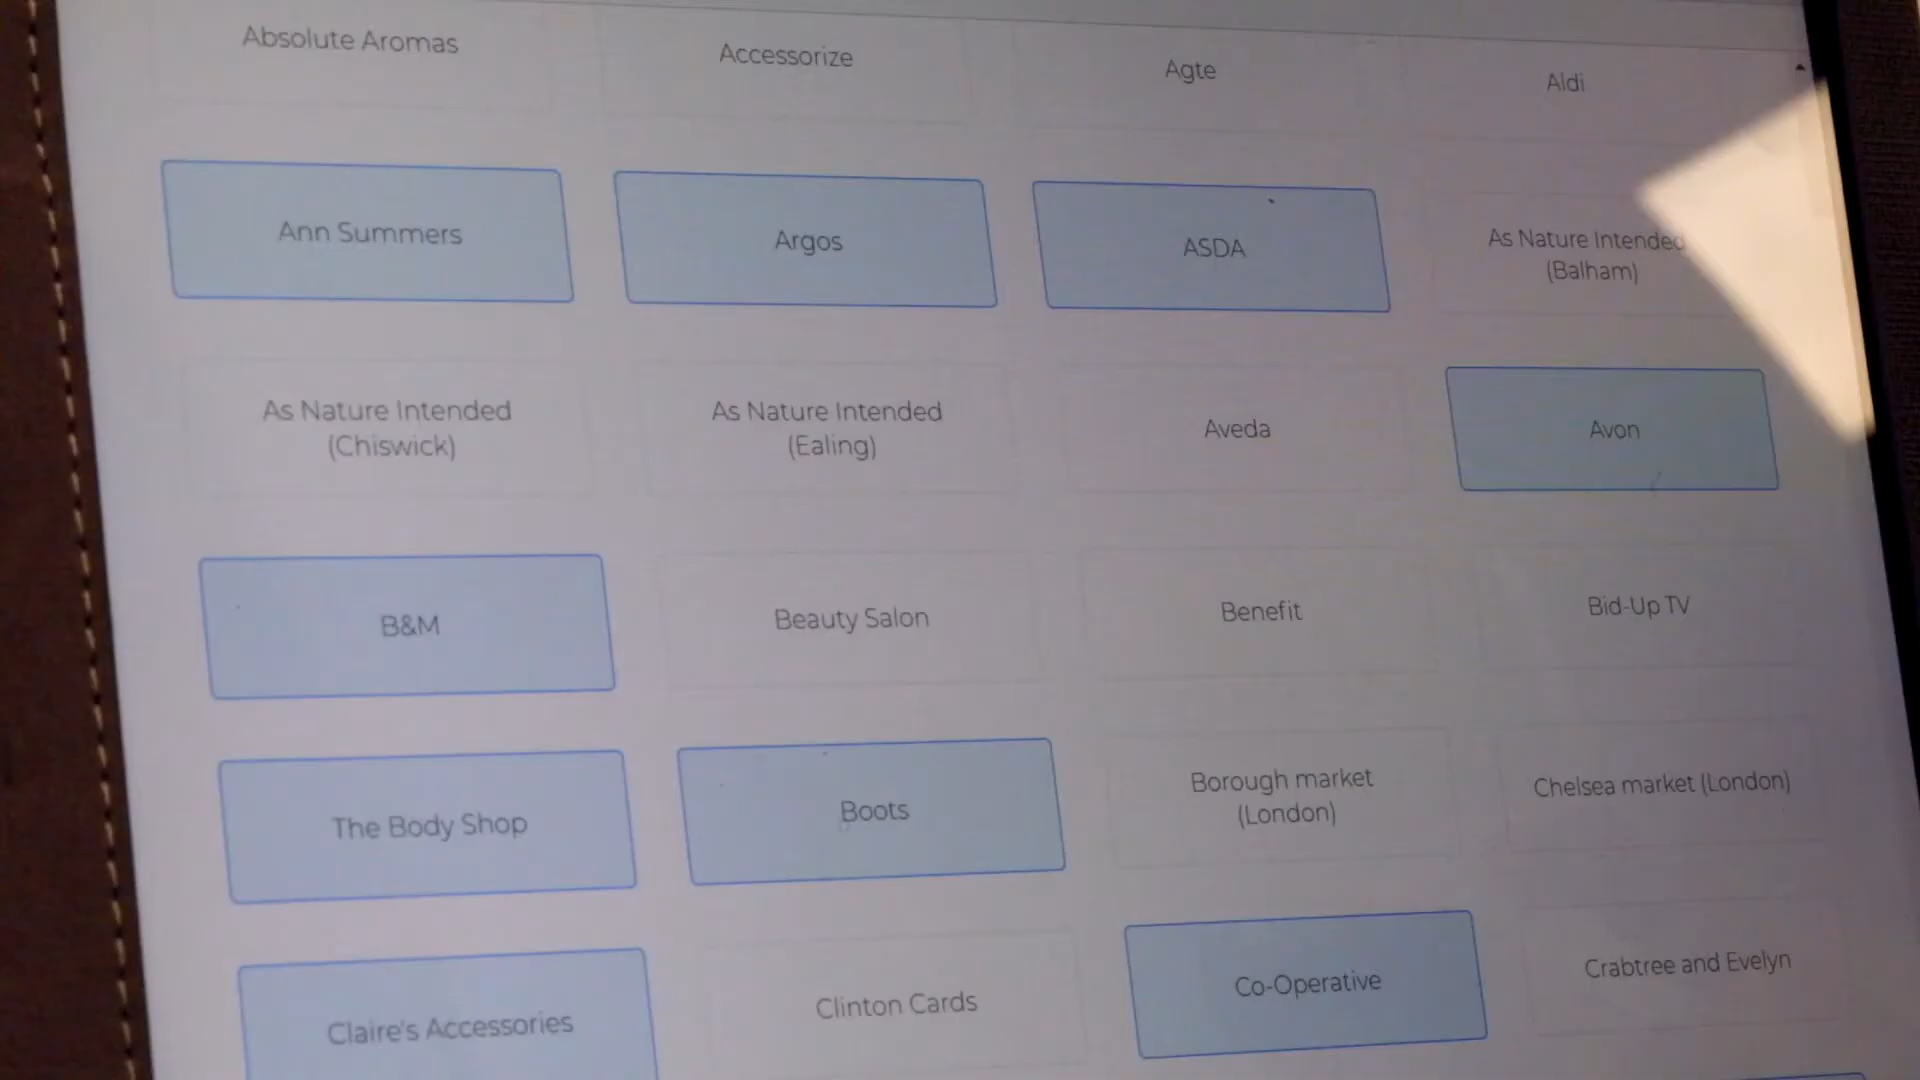 Absolute Aromas
Accessorize
Agte
Aldi
Ann Summers
Argos
ASDA
As Nature Intended
(Balham)
As Nature Intended
(Chiswick)
As Nature Intended
(Ealing)
Aveda
Avon
B&M
Beauty Salon
Benefit
Bid-Up TV
The Body Shop
Boots
Borough market
(London)
Chelsea market (London)
Claire's Accessories
Clinton Cards
Co-Operative
Crabtree and Evelyn